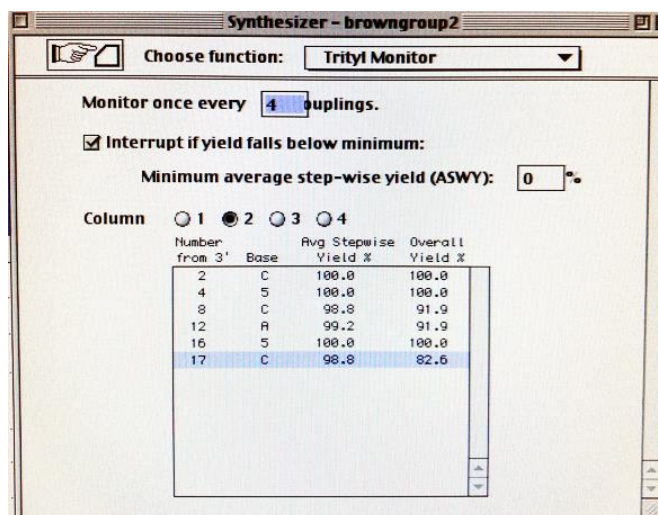 Synthesizer – browngroup2
Choose function: Trityl Monitor
Monitor once every 4 ouplings.
Interrupt if yield falls below minimum:
Minimum average step-wise yield (ASWY): 0 %
Column 1 2 3 4
Number Avg Stepwise Overall
from 3' Base Yield % Yield %
2 C 100.0 100.0
4 5 100.0 100.0
8 C 98.8 91.9
12 A 99.2 91.9
16 5 100.0 100.0
17 C 98.8 82.6